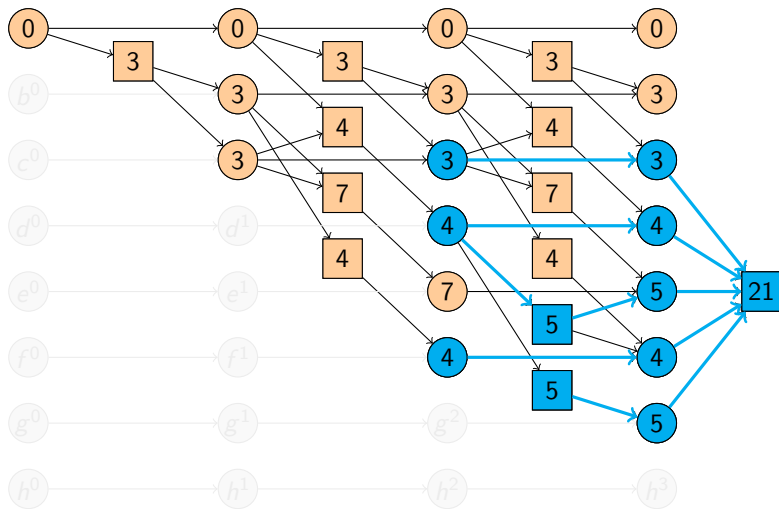 0 0 0 0
3 3 3
b⁰ 3 3 3
4 4
c⁰ 3 3 3
7 7
d⁰ d¹ 4 4
4 4
e⁰ e¹ 7 5 21
5
f⁰ f¹ 4 4
5
g⁰ g¹ g² 5
h⁰ h¹ h² h³